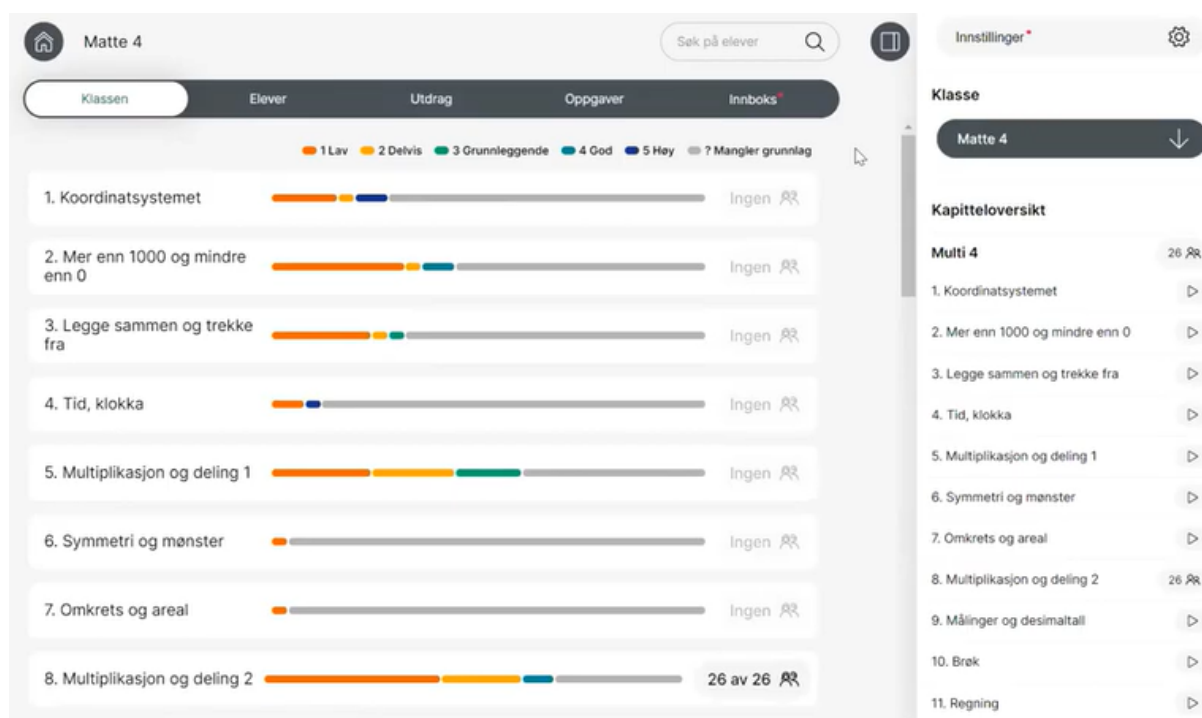 Matte 4
Søk på elever
Klassen
Elever
Utdrag
Oppgaver
Innboks
1 Lav
2 Delvis
3 Grunnleggende
4 God
5 Høy
? Mangler grunnlag
1. Koordinatsystemet
Ingen
2. Mer enn 1000 og mindre
enn 0
Ingen
3. Legge sammen og trekke
fra
Ingen
4. Tid, klokka
Ingen
5. Multiplikasjon og deling 1
Ingen
6. Symmetri og mønster
Ingen
7. Omkrets og areal
Ingen
8. Multiplikasjon og deling 2
26 av 26
Innstillinger*
Klasse
Matte 4
Kapitteloversikt
Multi 4
26
1. Koordinatsystemet
2. Mer enn 1000 og mindre enn 0
3. Legge sammen og trekke fra
4. Tid, klokka
5. Multiplikasjon og deling 1
6. Symmetri og mønster
7. Omkrets og areal
8. Multiplikasjon og deling 2
26
9. Målinger og desimaltall
10. Brøk
11. Regning